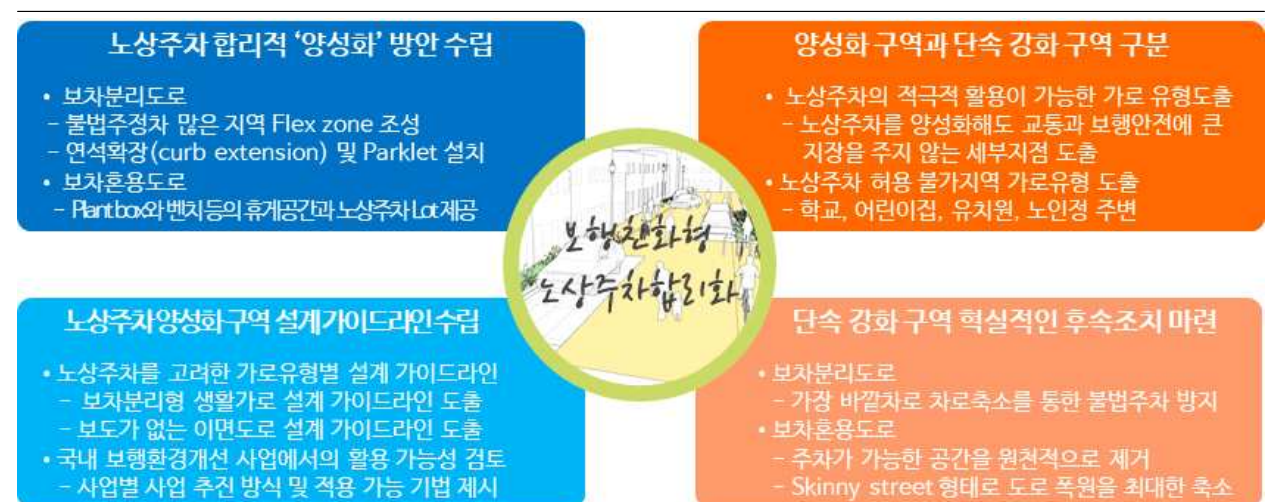 노상주차 합리적 ‘양성화’ 방안 수립
• 보차분리도로
- 불법주정차 많은 지역 Flex zone 조성
- 연석확장(curb extension) 및 Parklet 설치
• 보차혼용도로
- Plant box와 벤치 등의 휴게공간과 노상주차 Lot 제공
양성화 구역과 단속 강화 구역 구분
• 노상주차의 적극적 활용이 가능한 가로 유형도출
- 노상주차를 양성화해도 교통과 보행안전에 큰
지장을 주지 않는 세부지점 도출
• 노상주차 허용 불가지역 가로유형 도출
- 학교, 어린이집, 유치원, 노인정 주변
보행친화형
노상주차합리화
노상주차 양성화 구역 설계 가이드라인 수립
• 노상주차를 고려한 가로유형별 설계 가이드라인
- 보차분리형 생활가로 설계 가이드라인 도출
- 보도가 없는 이면도로 설계 가이드라인 도출
• 국내 보행환경개선 사업에서의 활용 가능성 검토
- 사업별 사업 추진 방식 및 적용 가능 기법 제시
단속 강화 구역 혁실적인 후속조치 마련
• 보차분리도로
- 가장 바깥차로 차로축소를 통한 불법주차 방지
• 보차혼용도로
- 주차가 가능한 공간을 원천적으로 제거
- Skinny street 형태로 도로 폭원을 최대한 축소